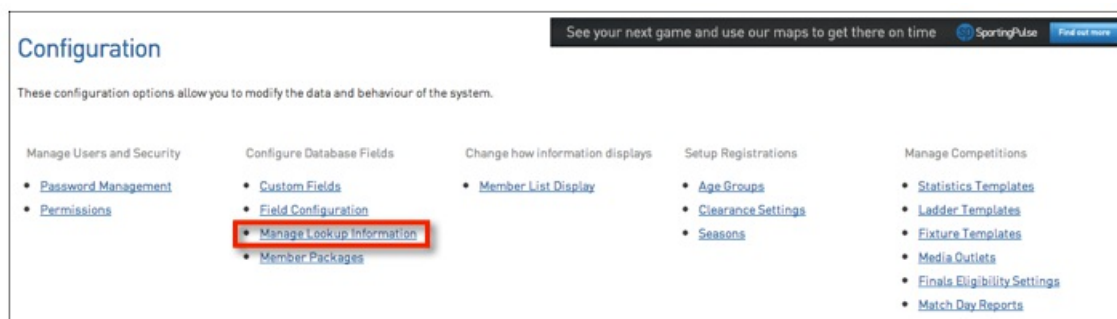 See your next game and use our maps to get there on time SP SportingPulse Find out more
Configuration
These configuration options allow you to modify the data and behaviour of the system.
Manage Users and Security
• Password Management
• Permissions
Configure Database Fields
• Custom Fields
• Field Configuration
• Manage Lookup Information
• Member Packages
Change how information displays
• Member List Display
Setup Registrations
• Age Groups
• Clearance Settings
• Seasons
Manage Competitions
• Statistics Templates
• Ladder Templates
• Fixture Templates
• Media Outlets
• Finals Eligibility Settings
• Match Day Reports